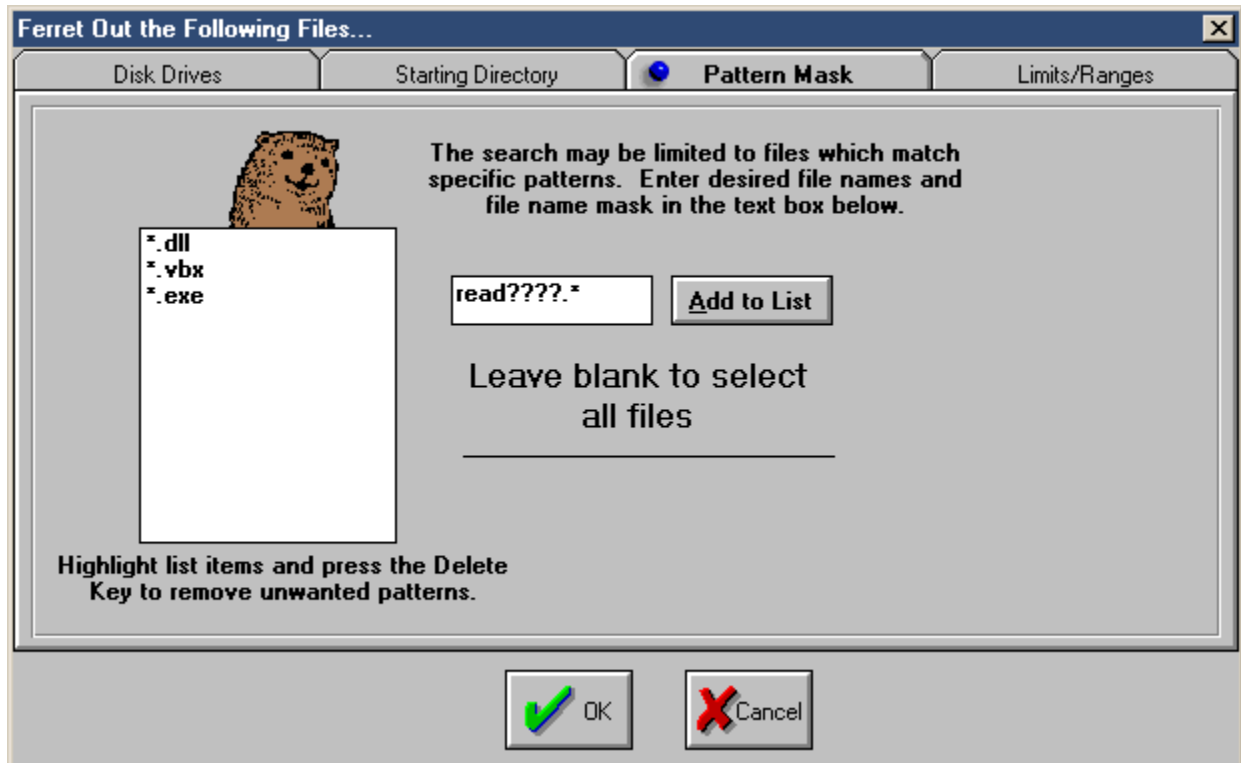 Ferret Out the Following Files...
Disk Drives
Starting Directory
Pattern Mask
Limits/Ranges
The search may be limited to files which match
specific patterns.  Enter desired file names and
file name mask in the text box below.
*.dll
*.vbx
*.exe
read????.*
Add to List
Leave blank to select
all files
Highlight list items and press the Delete
Key to remove unwanted patterns.
OK
Cancel